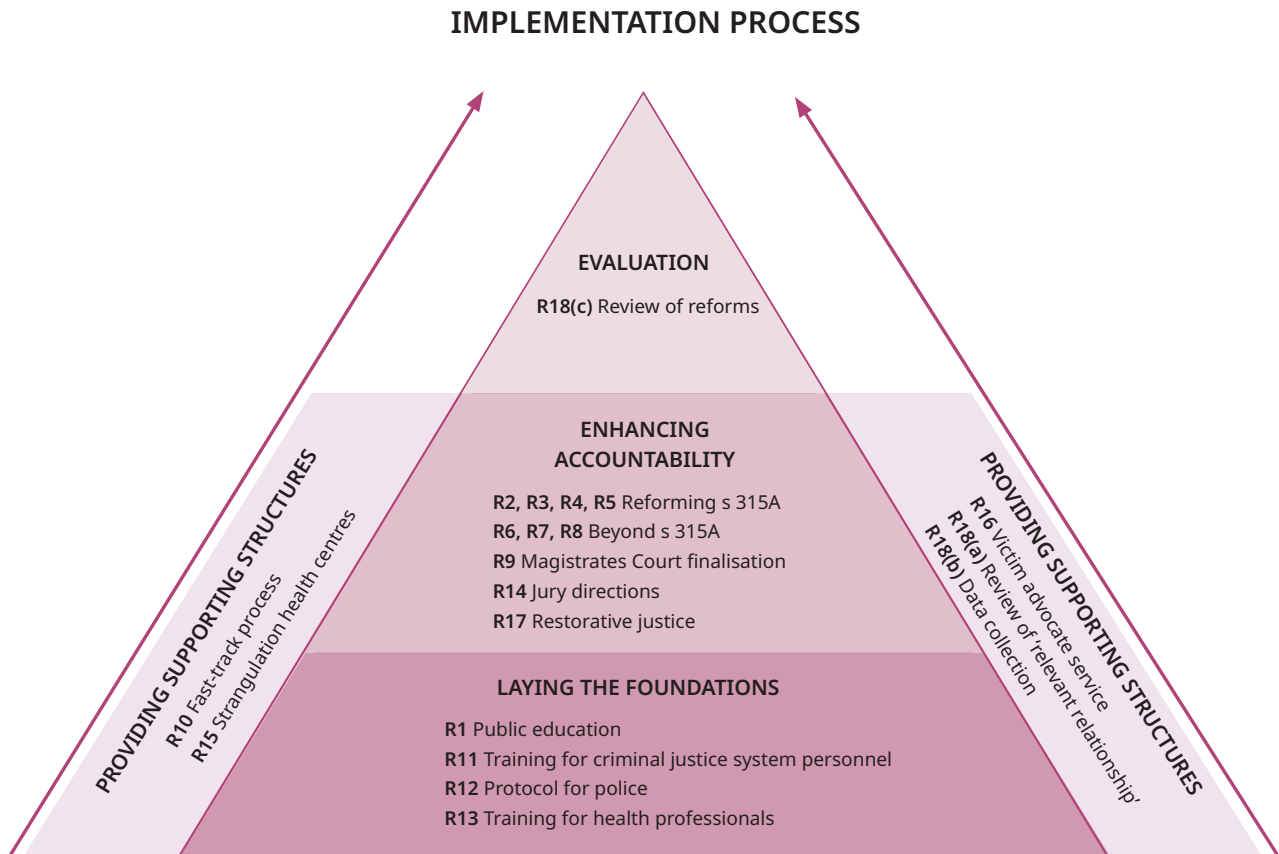 IMPLEMENTATION PROCESS
EVALUATION
R18(c) Review of reforms
ENHANCING
ACCOUNTABILITY
R2, R3, R4, R5 Reforming s 315A
R6, R7, R8 Beyond s 315A
R9 Magistrates Court finalisation
R14 Jury directions
R17 Restorative justice
LAYING THE FOUNDATIONS
R1 Public education
R11 Training for criminal justice system personnel
R12 Protocol for police
R13 Training for health professionals
PROVIDING SUPPORTING STRUCTURES
R10 Fast-track process
R15 Strangulation health centres
PROVIDING SUPPORTING STRUCTURES
R16 Victim advocate service
R18(a) Review of ‘relevant relationship’
R18(b) Data collection